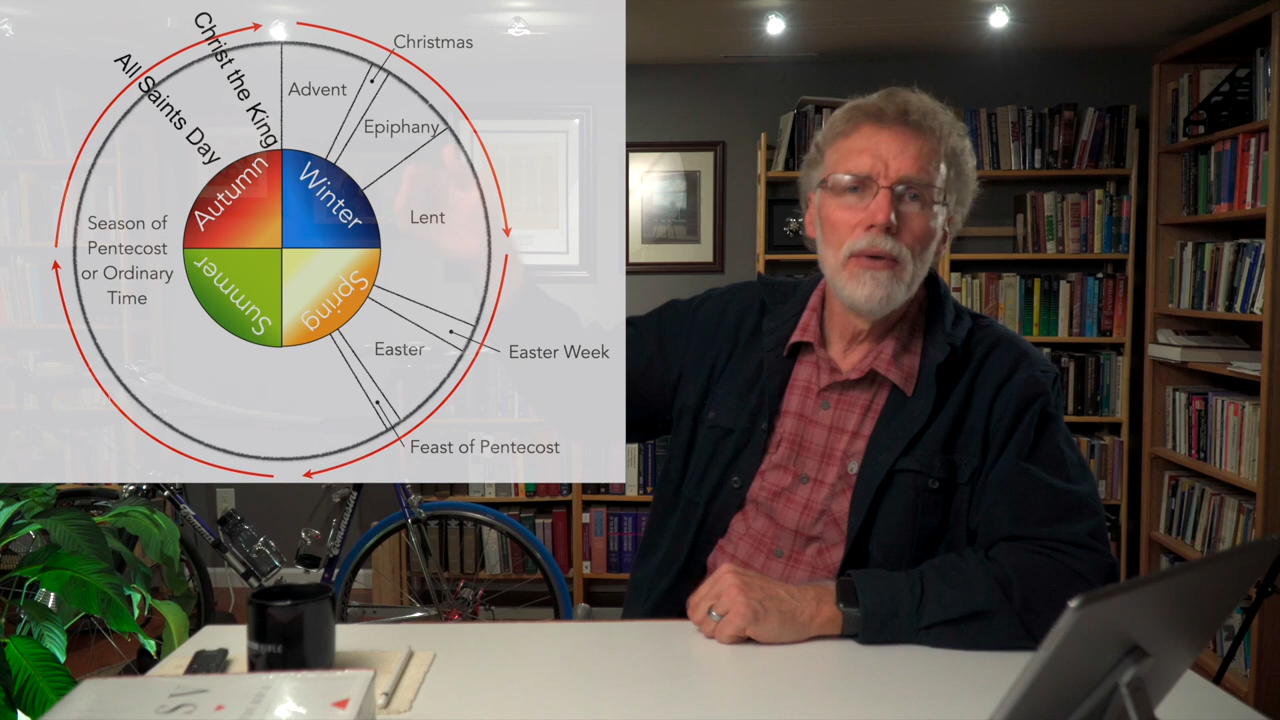 Christ the King
All Saints Day
Christmas
Advent
Epiphany
Autumn
Winter
Lent
Season of
Pentecost
or Ordinary
Time
Summer
Spring
Easter
Easter Week
Feast of Pentecost